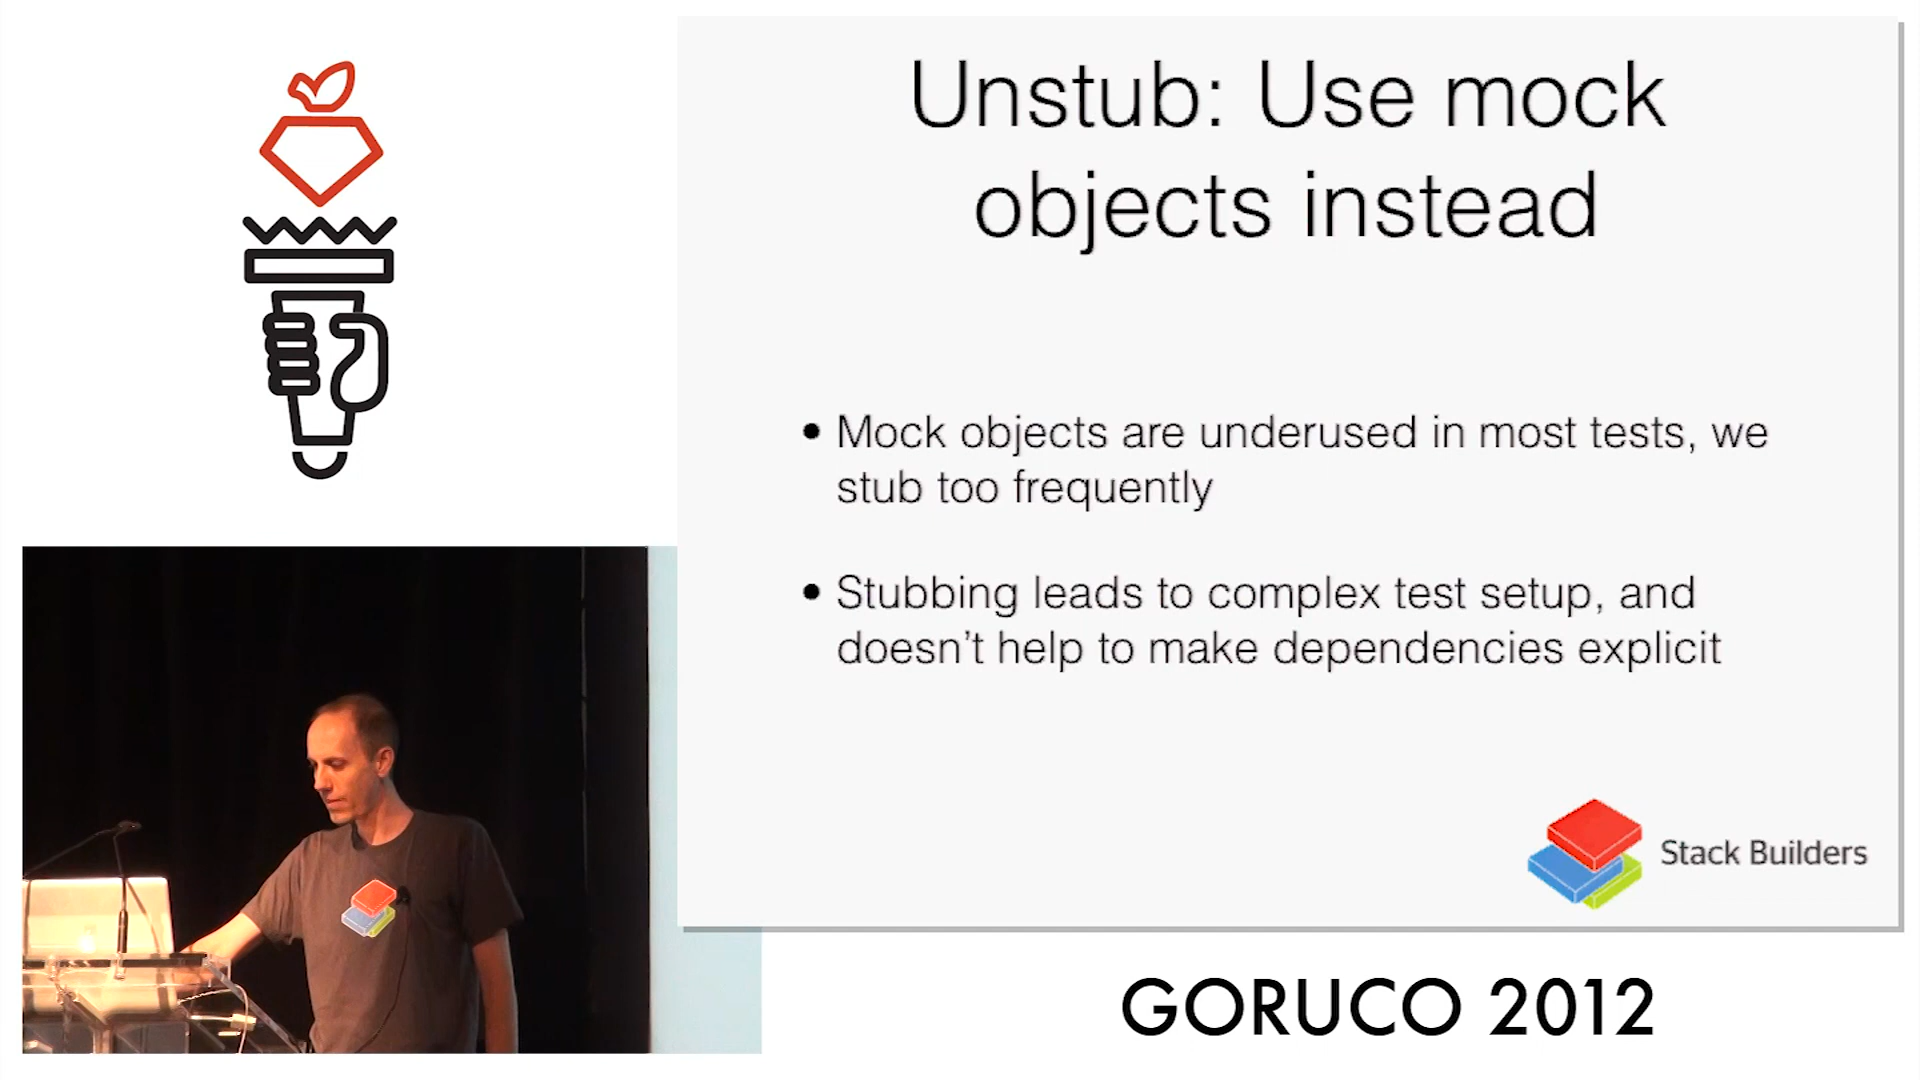 Unstub: Use mock
objects instead
• Mock objects are underused in most tests, we
stub too frequently
• Stubbing leads to complex test setup, and
doesn't help to make dependencies explicit
Stack Builders
GORUCO 2012